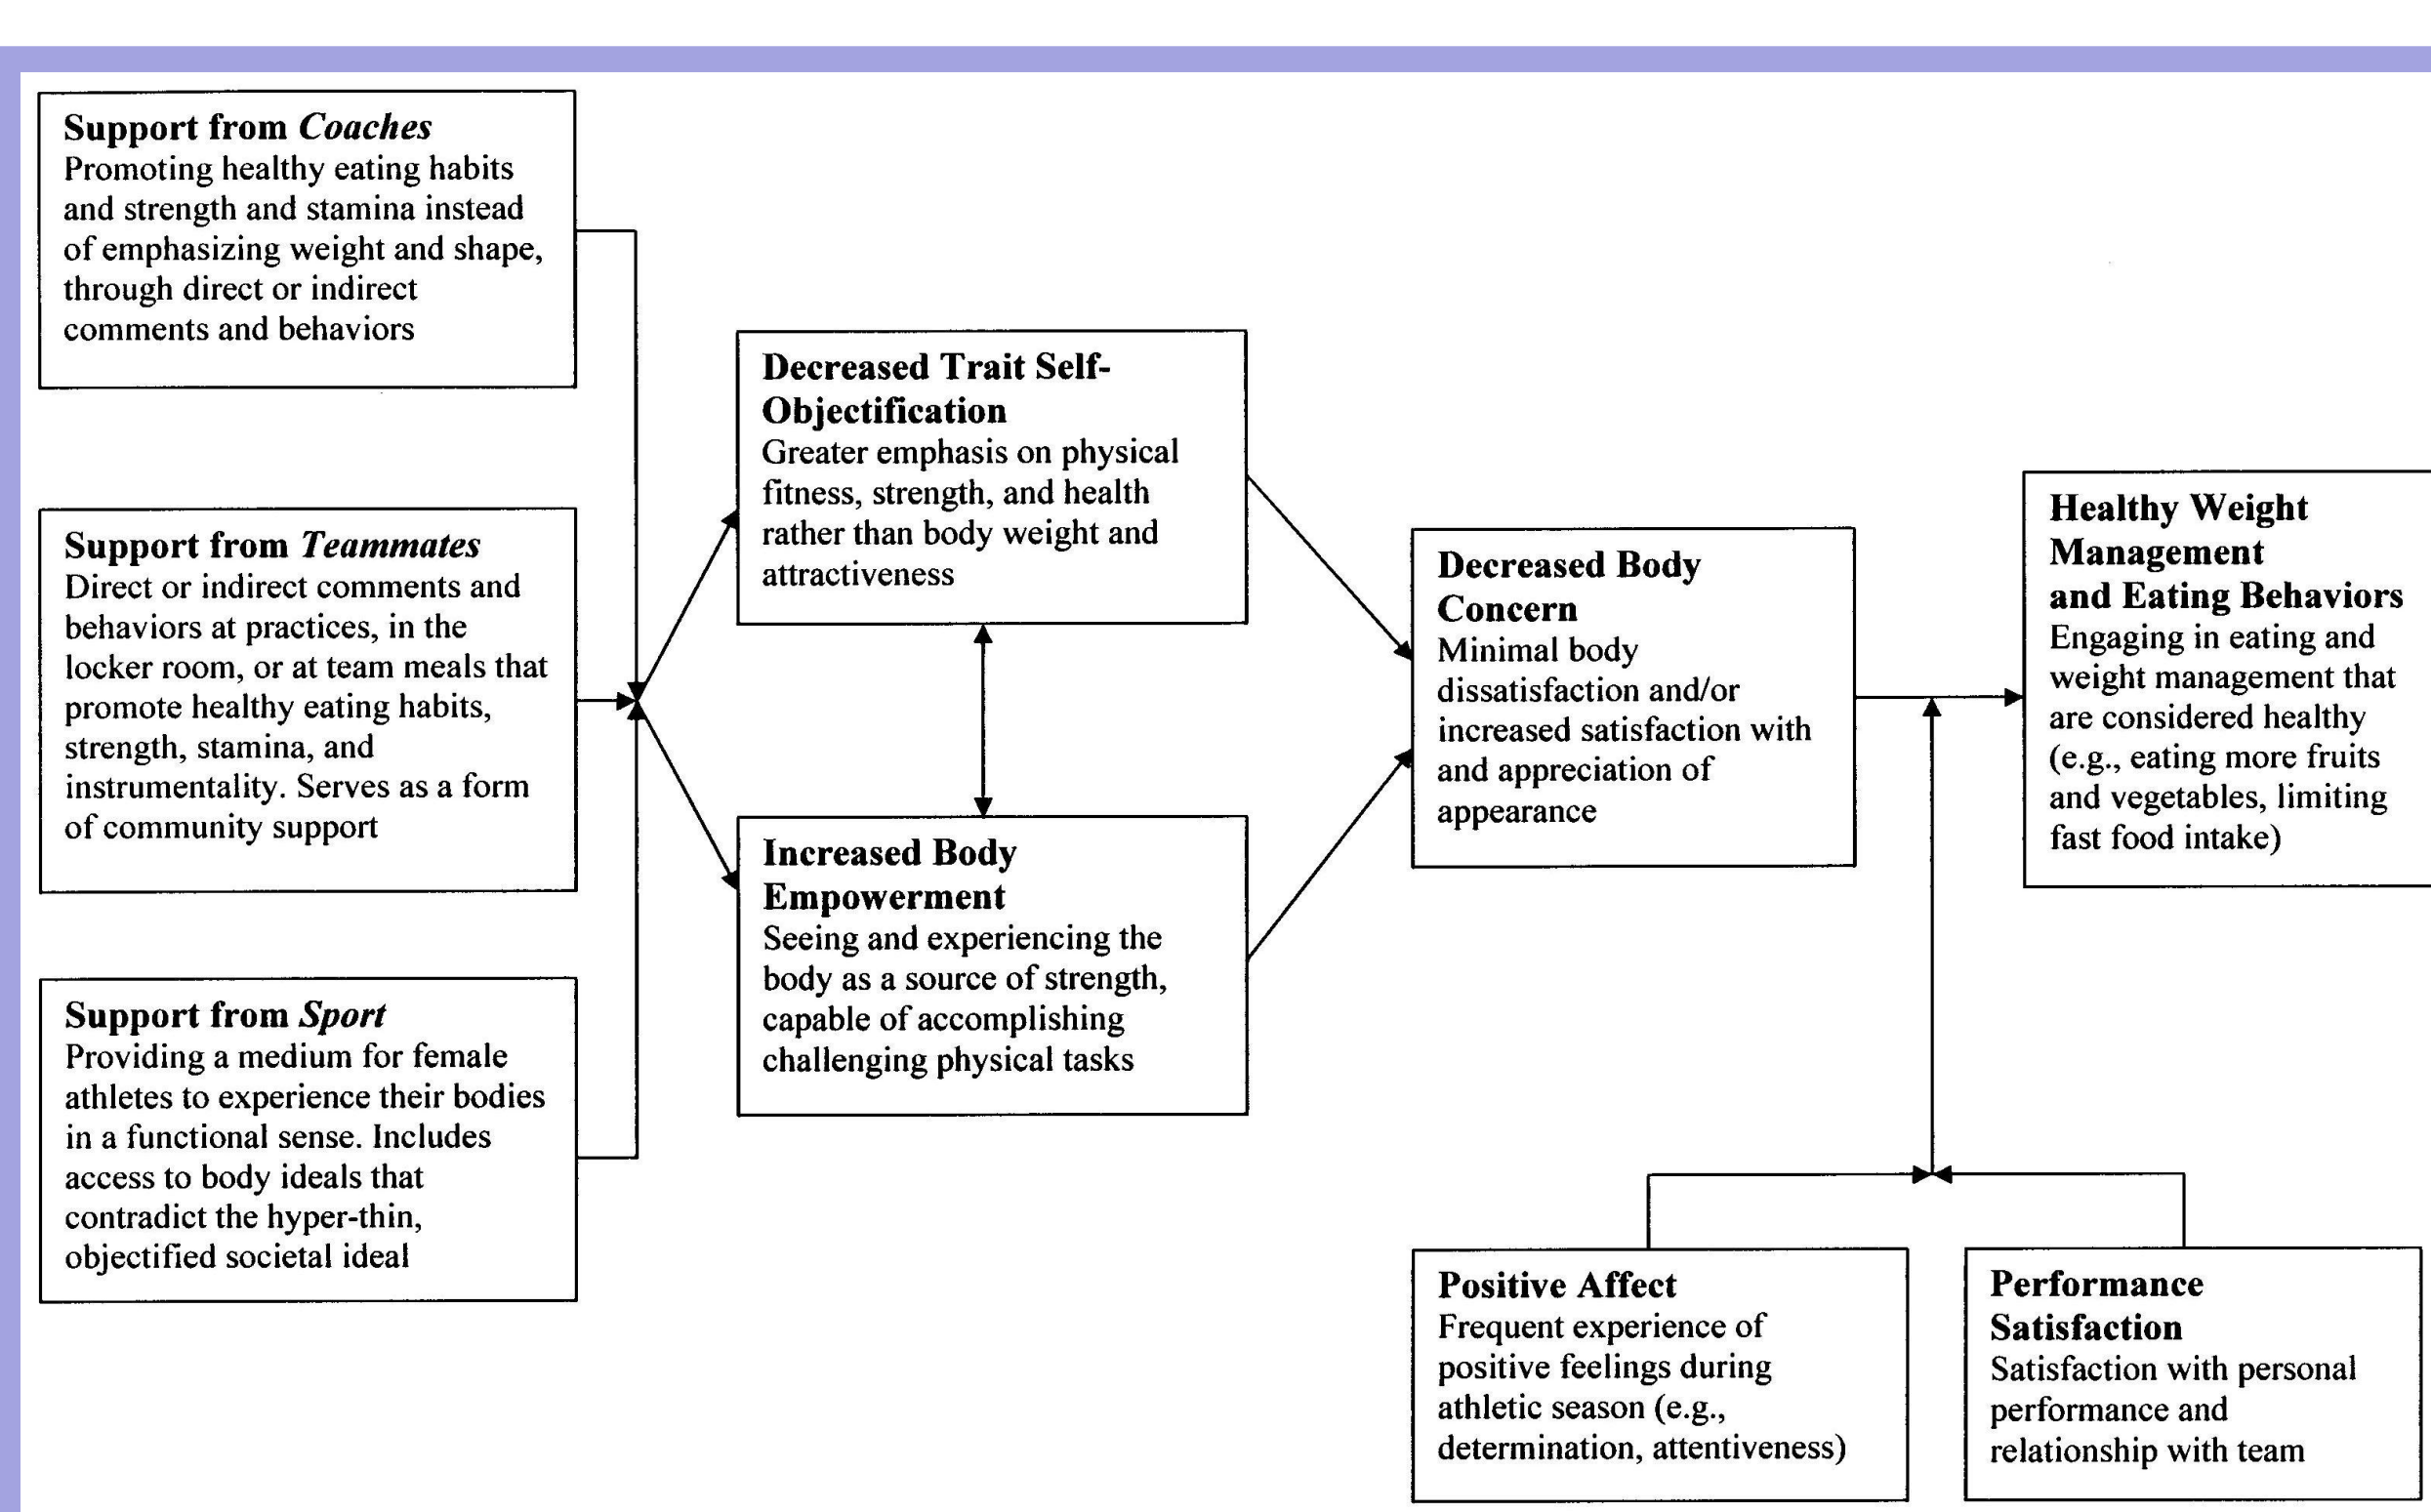 Support from Coaches
Promoting healthy eating habits
and strength and stamina instead
of emphasizing weight and shape,
through direct or indirect
comments and behaviors
Support from Teammates
Direct or indirect comments and
behaviors at practices, in the
locker room, or at team meals that
promote healthy eating habits,
strength, stamina, and
instrumentality. Serves as a form
of community support
Support from Sport
Providing a medium for female
athletes to experience their bodies
in a functional sense. Includes
access to body ideals that
contradict the hyper-thin,
objectified societal ideal
Decreased Trait Self-
Objectification
Greater emphasis on physical
fitness, strength, and health
rather than body weight and
attractiveness
Increased Body
Empowerment
Seeing and experiencing the
body as a source of strength,
capable of accomplishing
challenging physical tasks
Decreased Body
Concern
Minimal body
dissatisfaction and/or
increased satisfaction with
and appreciation of
appearance
Healthy Weight
Management
and Eating Behaviors
Engaging in eating and
weight management that
are considered healthy
(e.g., eating more fruits
and vegetables, limiting
fast food intake)
Positive Affect
Frequent experience of
positive feelings during
athletic season (e.g.,
determination, attentiveness)
Performance
Satisfaction
Satisfaction with personal
performance and
relationship with team